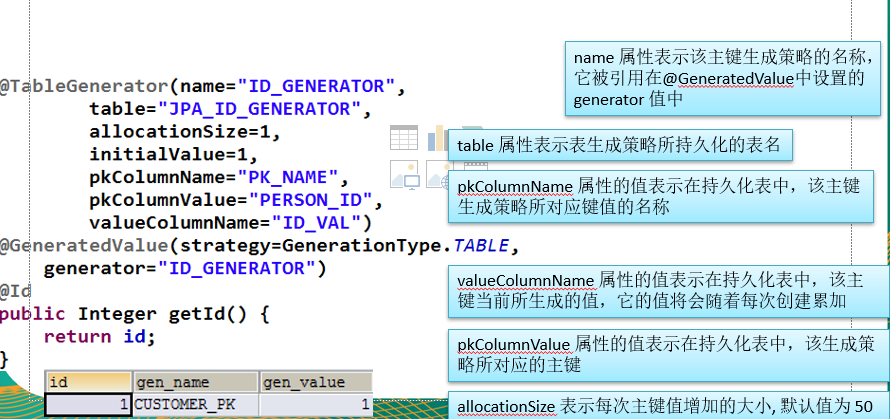 @TableGenerator(name="ID_GENERATOR",
table="JPA_ID_GENERATOR",
allocationSize=1,
initialValue=1,
pkColumnName="PK_NAME",
pkColumnValue="PERSON_ID",
valueColumnName="ID_VAL")
@GeneratedValue(strategy=GenerationType.TABLE,
generator="ID_GENERATOR")
@Id
public Integer getId() {
return id;
}
id gen_name gen_value
1 CUSTOMER_PK 1
name 属性表示该主键生成策略的名称，
它被引用在@GeneratedValue中设置的
generator 值中
table 属性表示表生成策略所持久化的表名
pkColumnName 属性的值表示在持久化表中，该主键
生成策略所对应键值的名称
valueColumnName 属性的值表示在持久化表中，该主
键当前所生成的值，它的值将会随着每次创建累加
pkColumnValue 属性的值表示在持久化表中，该生成策
略所对应的主键
allocationSize 表示每次主键值增加的大小, 默认值为 50